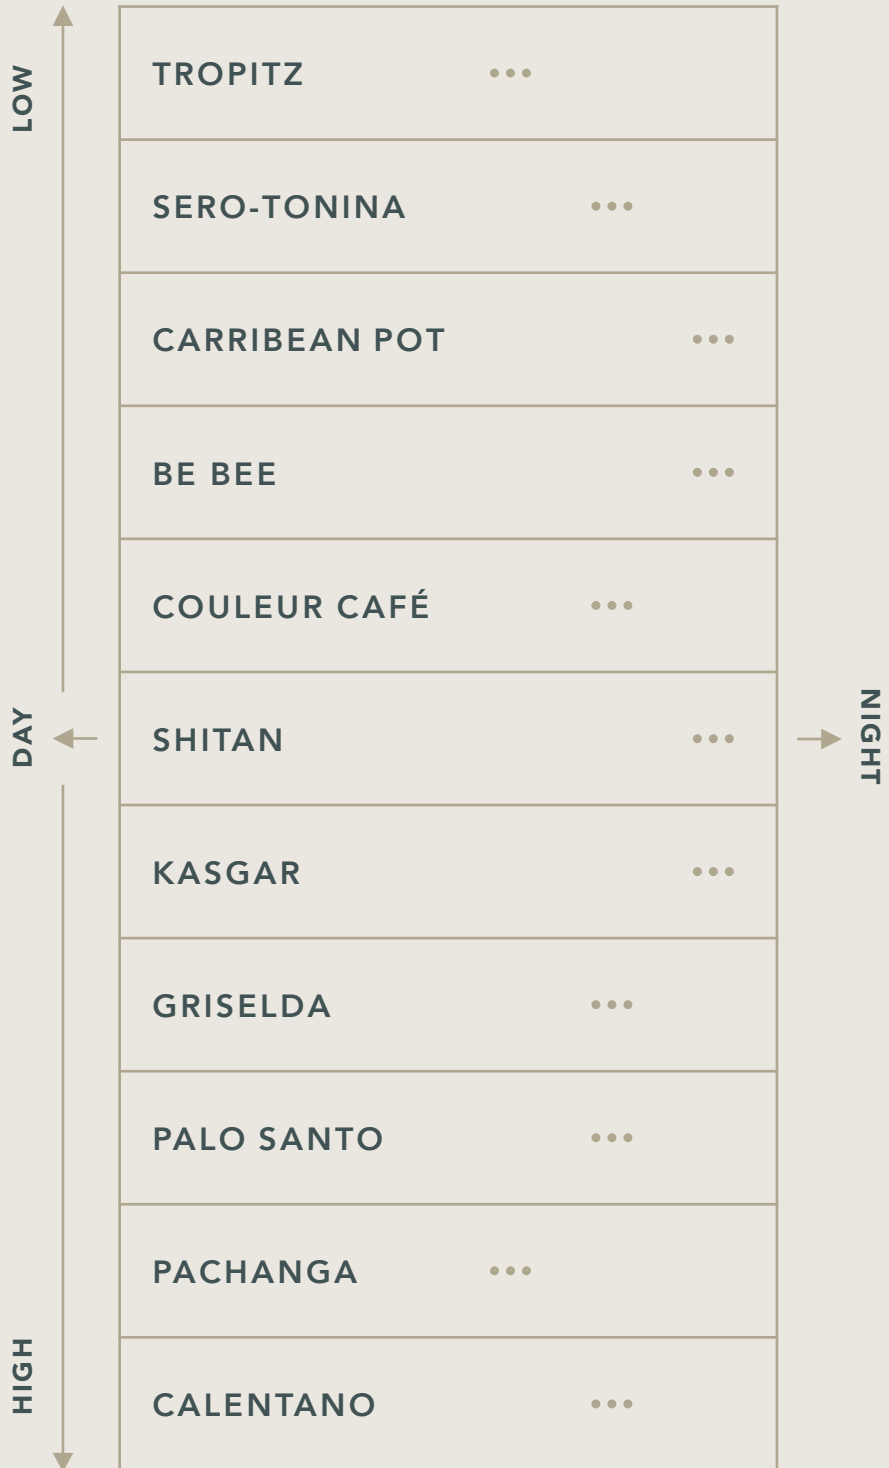 LOW
TROPITZ •••
SERO-TONINA •••
CARRIBEAN POT •••
BE BEE •••
COULEUR CAFÉ •••
DAY
SHITAN •••
NIGHT
KASGAR •••
GRISELDA •••
PALO SANTO •••
PACHANGA •••
HIGH
CALENTANO •••